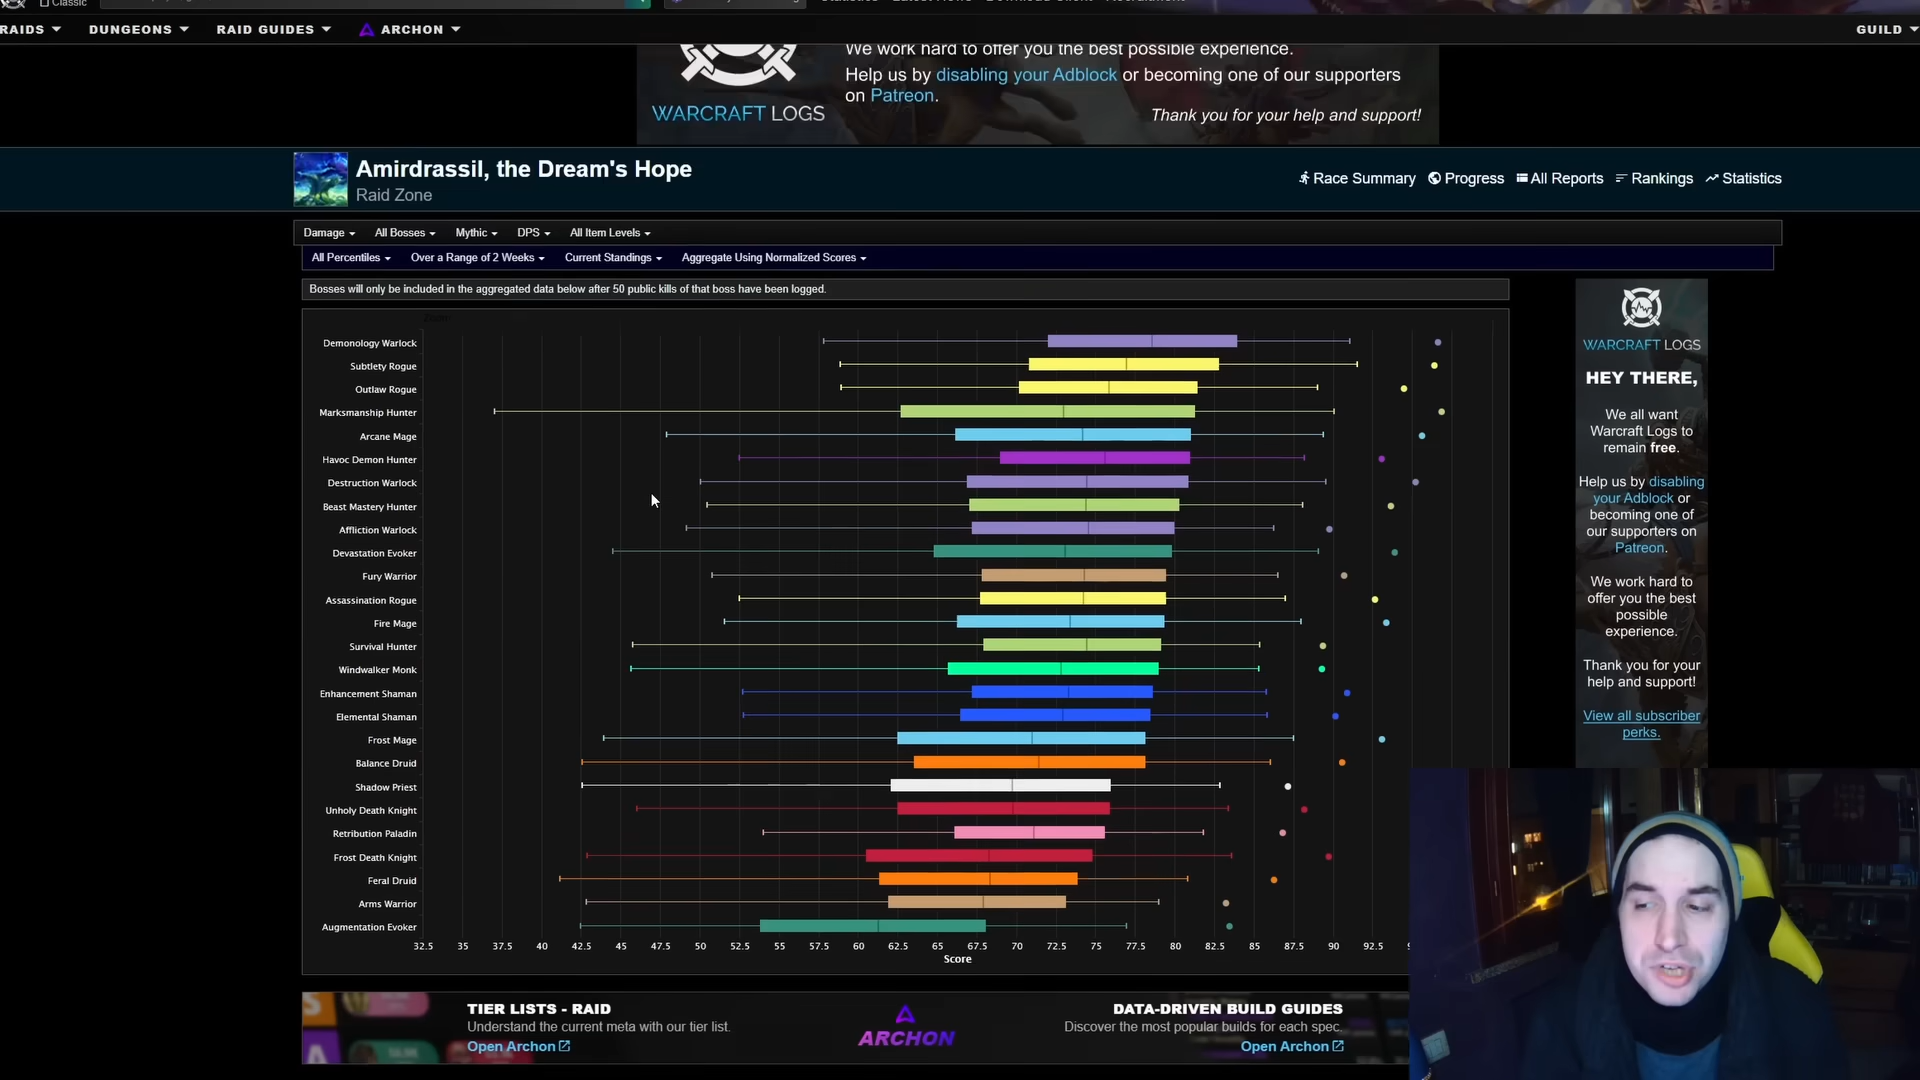 Classic
RAIDS DUNGEONS RAID GUIDES ARCHON GUILD
We work hard to offer you the best possible experience.
Help us by disabling your Adblock or becoming one of our supporters
on Patreon.
WARCRAFT LOGS
Thank you for your help and support!
Amirdrassil, the Dream's Hope
Raid Zone
Race Summary Progress All Reports Rankings Statistics
Damage All Bosses Mythic DPS All Item Levels
All Percentiles Over a Range of 2 Weeks Current Standings Aggregate Using Normalized Scores
Bosses will only be included in the aggregated data below after 50 public kills of that boss have been logged.
Demonology Warlock
Subtlety Rogue
Outlaw Rogue
Marksmanship Hunter
Arcane Mage
Havoc Demon Hunter
Destruction Warlock
Beast Mastery Hunter
Affliction Warlock
Devastation Evoker
Fury Warrior
Assassination Rogue
Fire Mage
Survival Hunter
Windwalker Monk
Enhancement Shaman
Elemental Shaman
Frost Mage
Balance Druid
Shadow Priest
Unholy Death Knight
Retribution Paladin
Frost Death Knight
Feral Druid
Arms Warrior
Augmentation Evoker
32.5 35 37.5 40 42.5 45 47.5 50 52.5 55 57.5 60 62.5 65 67.5 70 72.5 75 77.5 80 82.5 85 87.5 90 92.5
Score
WARCRAFT LOGS
HEY THERE,
We all want
Warcraft Logs to
remain free.
Help us by disabling
your Adblock or
becoming one of
our supporters on
Patreon.
We work hard to
offer you the best
possible
experience.
Thank you for your
help and support!
View all subscriber
perks.
TIER LISTS - RAID
Understand the current meta with our tier list.
Open Archon
ARCHON
DATA-DRIVEN BUILD GUIDES
Discover the most popular builds for each spec.
Open Archon